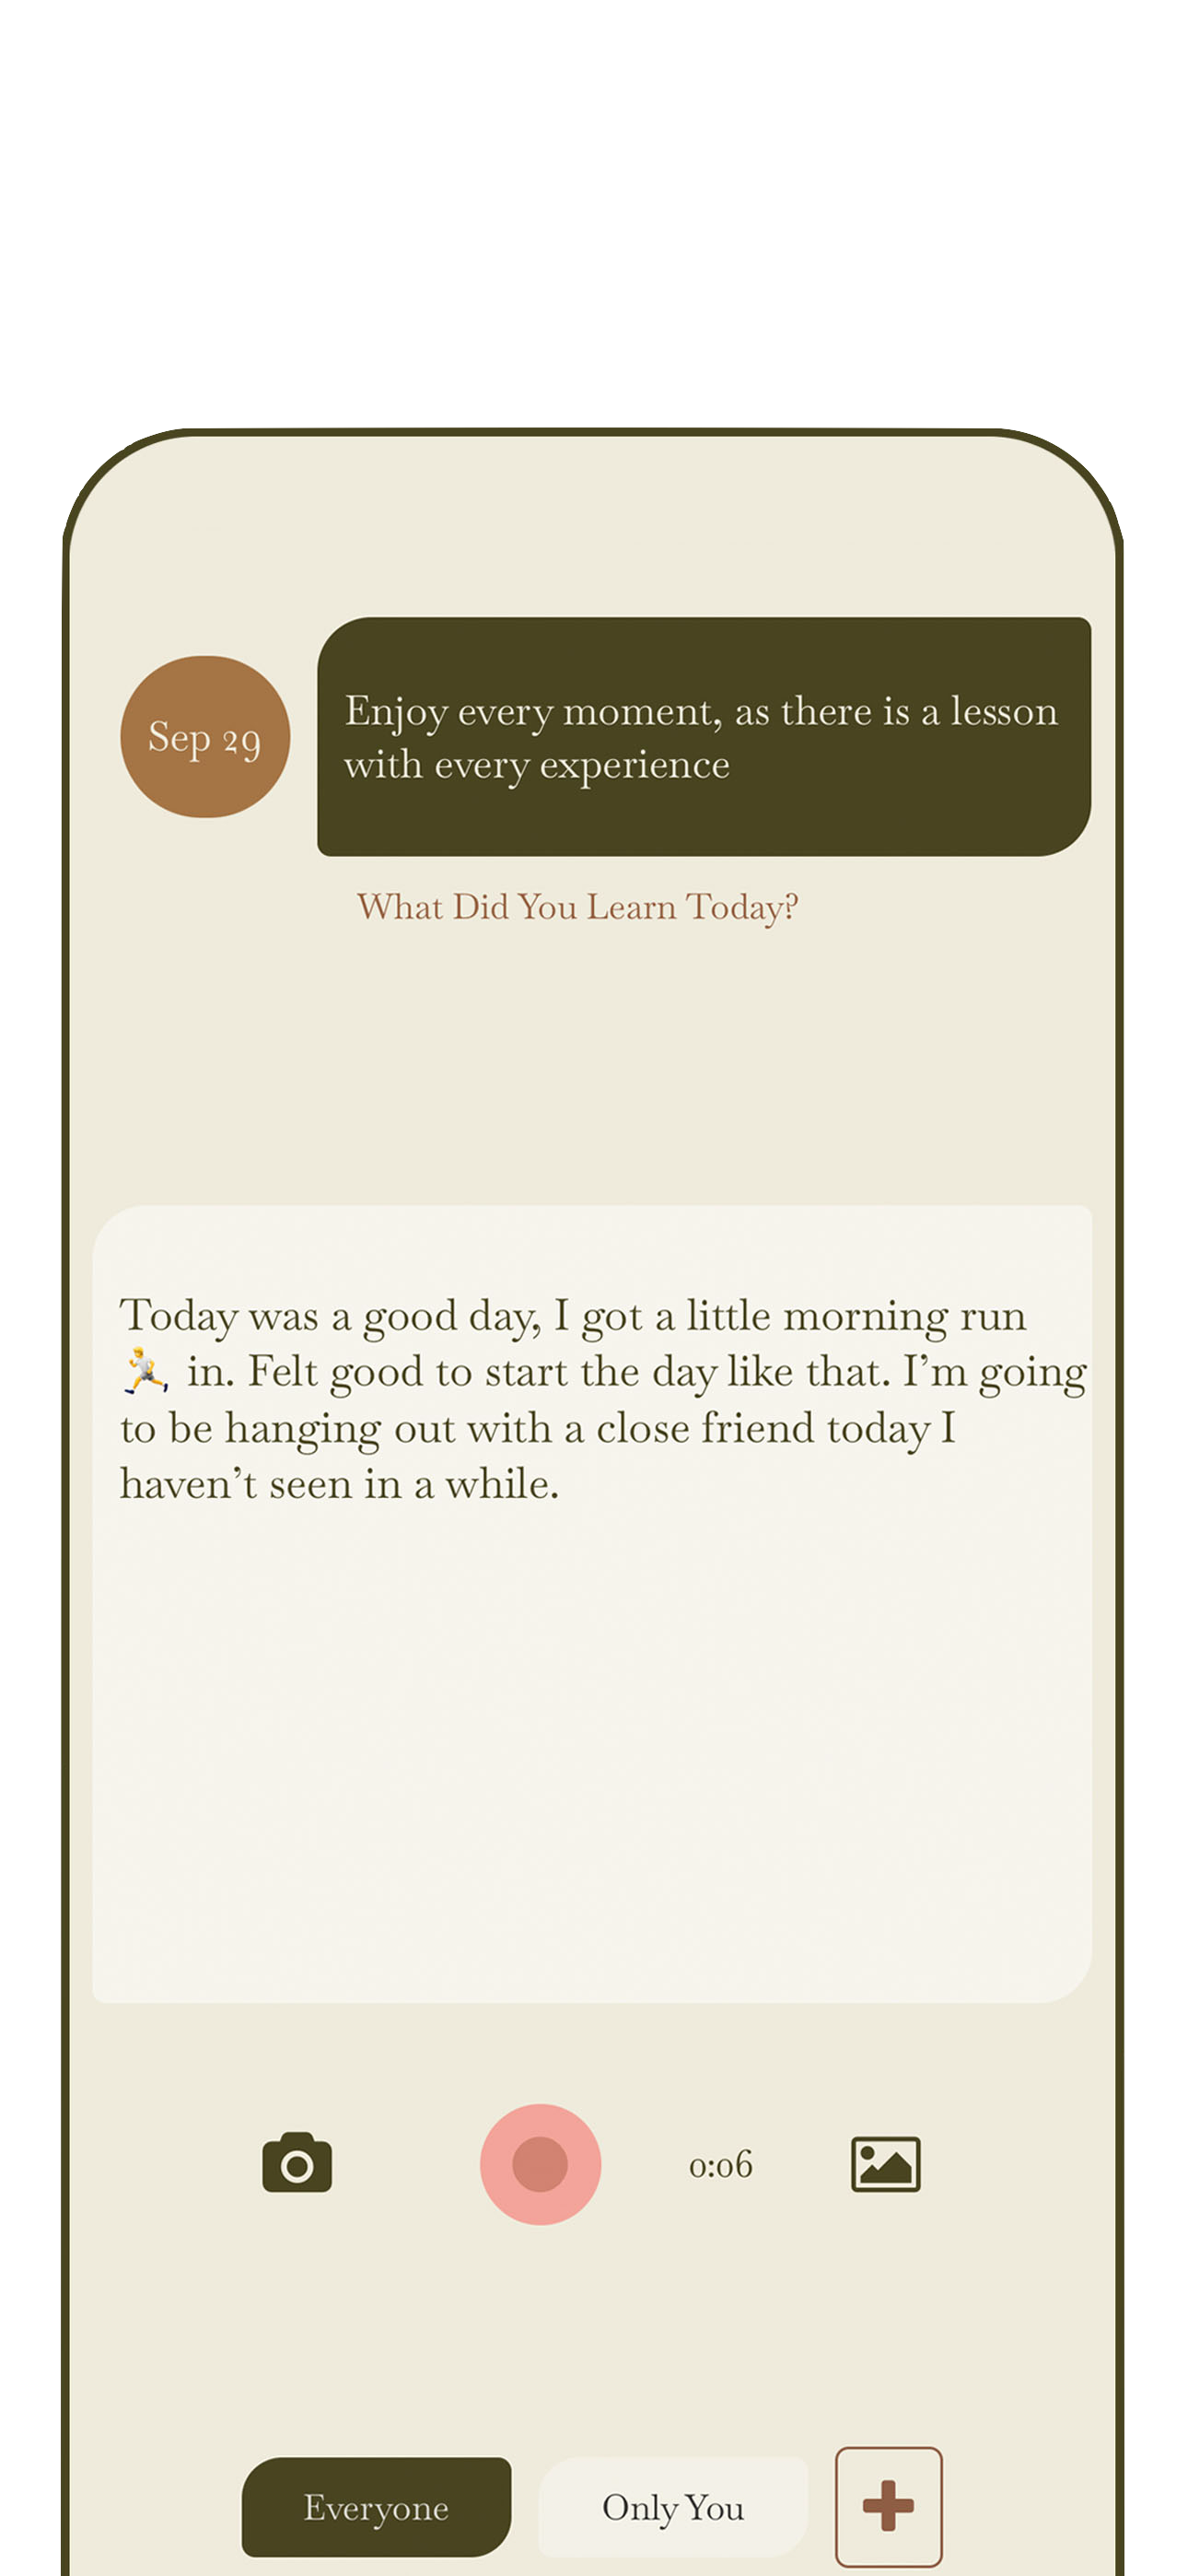 Sep 29
Enjoy every moment, as there is a lesson
with every experience
What Did You Learn Today?
Today was a good day, I got a little morning run
🏃 in. Felt good to start the day like that. I’m going
to be hanging out with a close friend today I
haven’t seen in a while.
0:06
Everyone
Only You